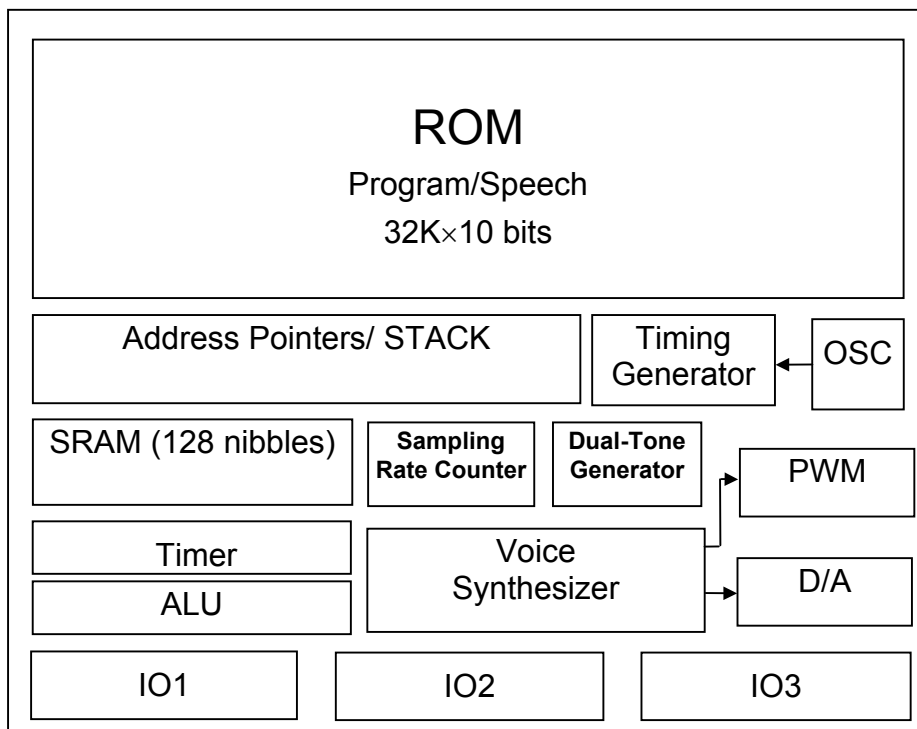 ROM
Program/Speech
32K×10 bits
Address Pointers/ STACK
Timing
Generator
OSC
SRAM (128 nibbles)
Sampling
Rate Counter
Dual-Tone
Generator
PWM
Timer
Voice
Synthesizer
D/A
ALU
IO1
IO2
IO3